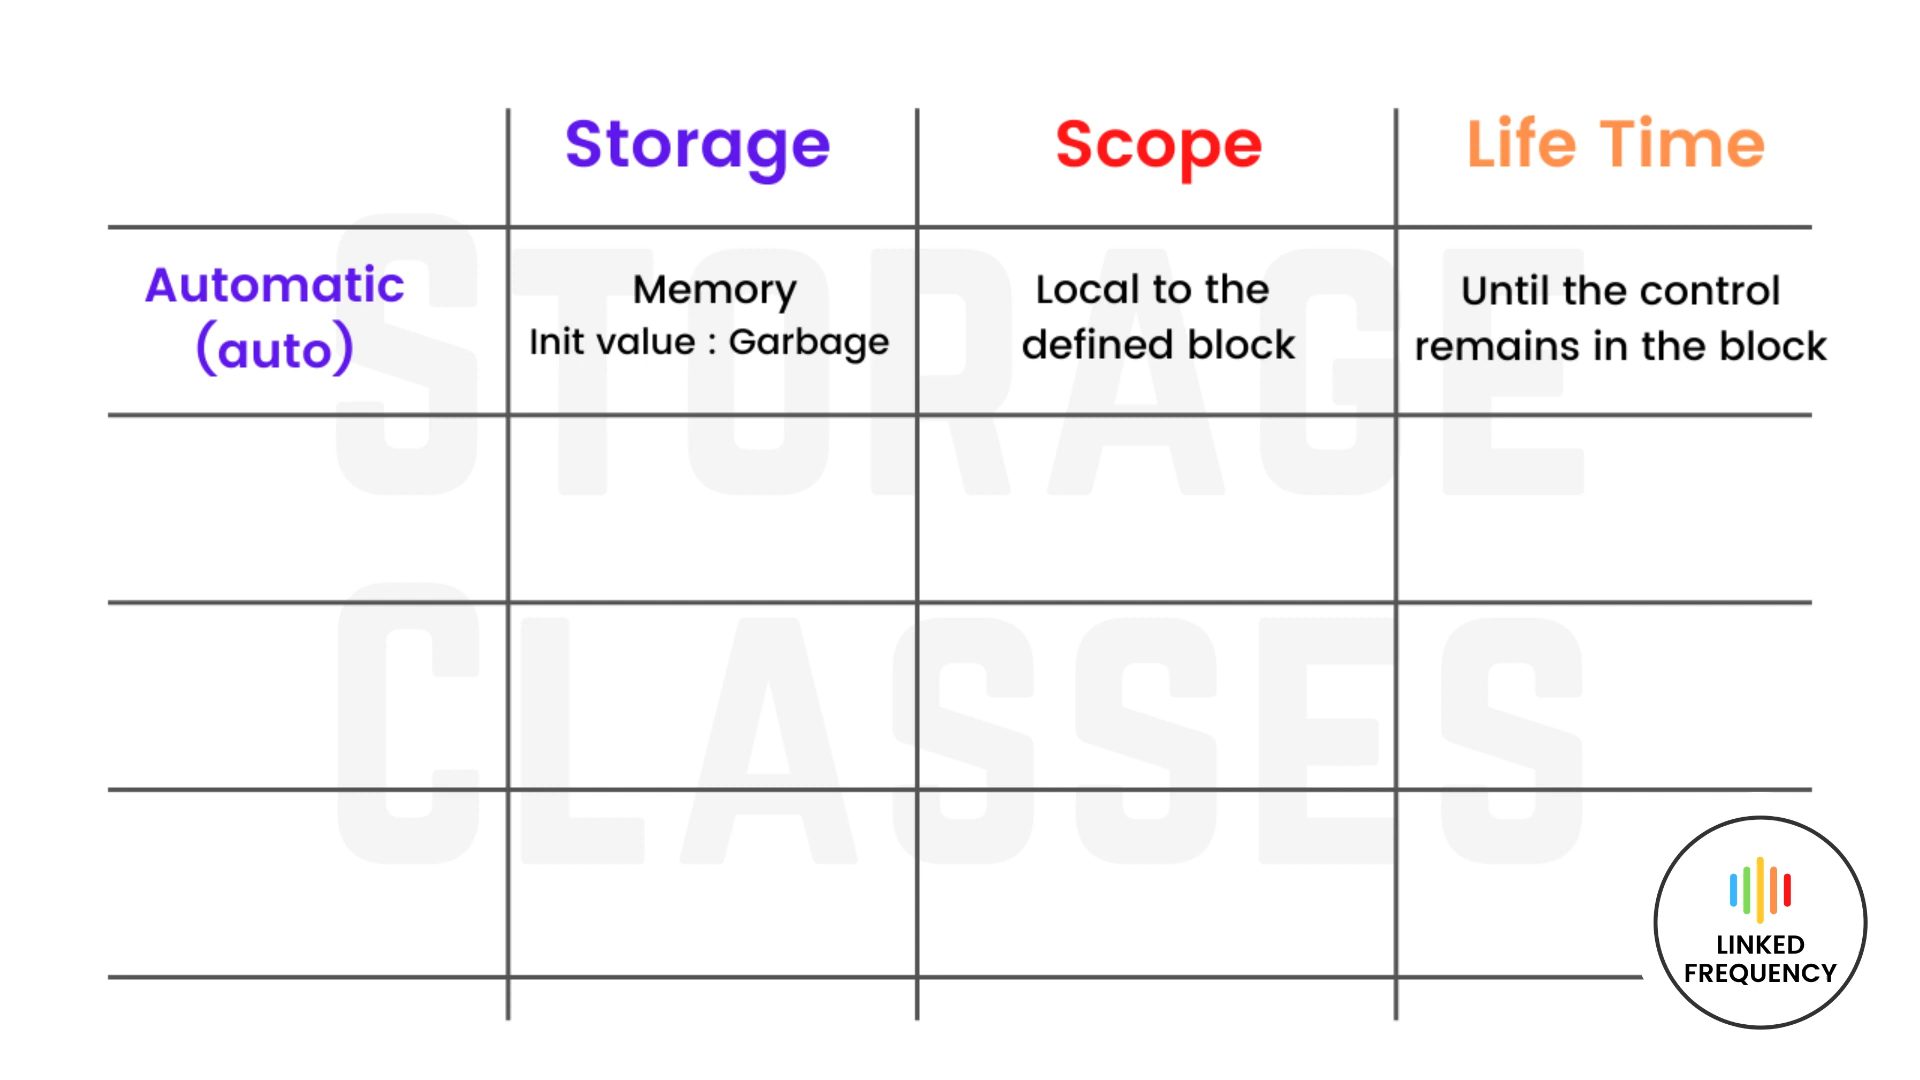 Storage
Scope
Life Time
Automatic
(auto)
Memory
Init value : Garbage
Local to the
defined block
Until the control
remains in the block
STORAGE
CLASSES
LINKED
FREQUENCY